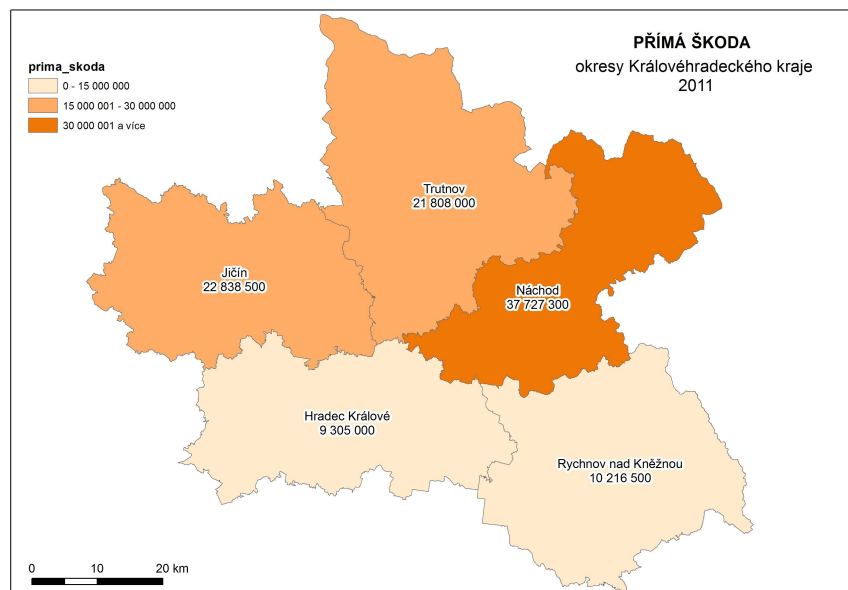 PŘÍMÁ ŠKODA
okresy Královéhradeckého kraje
2011
prima_skoda
0 - 15 000 000
15 000 001 - 30 000 000
30 000 001 a více
Trutnov
21 808 000
Jičín
22 838 500
Náchod
37 727 300
Hradec Králové
9 305 000
Rychnov nad Kněžnou
10 216 500
0 10 20 km